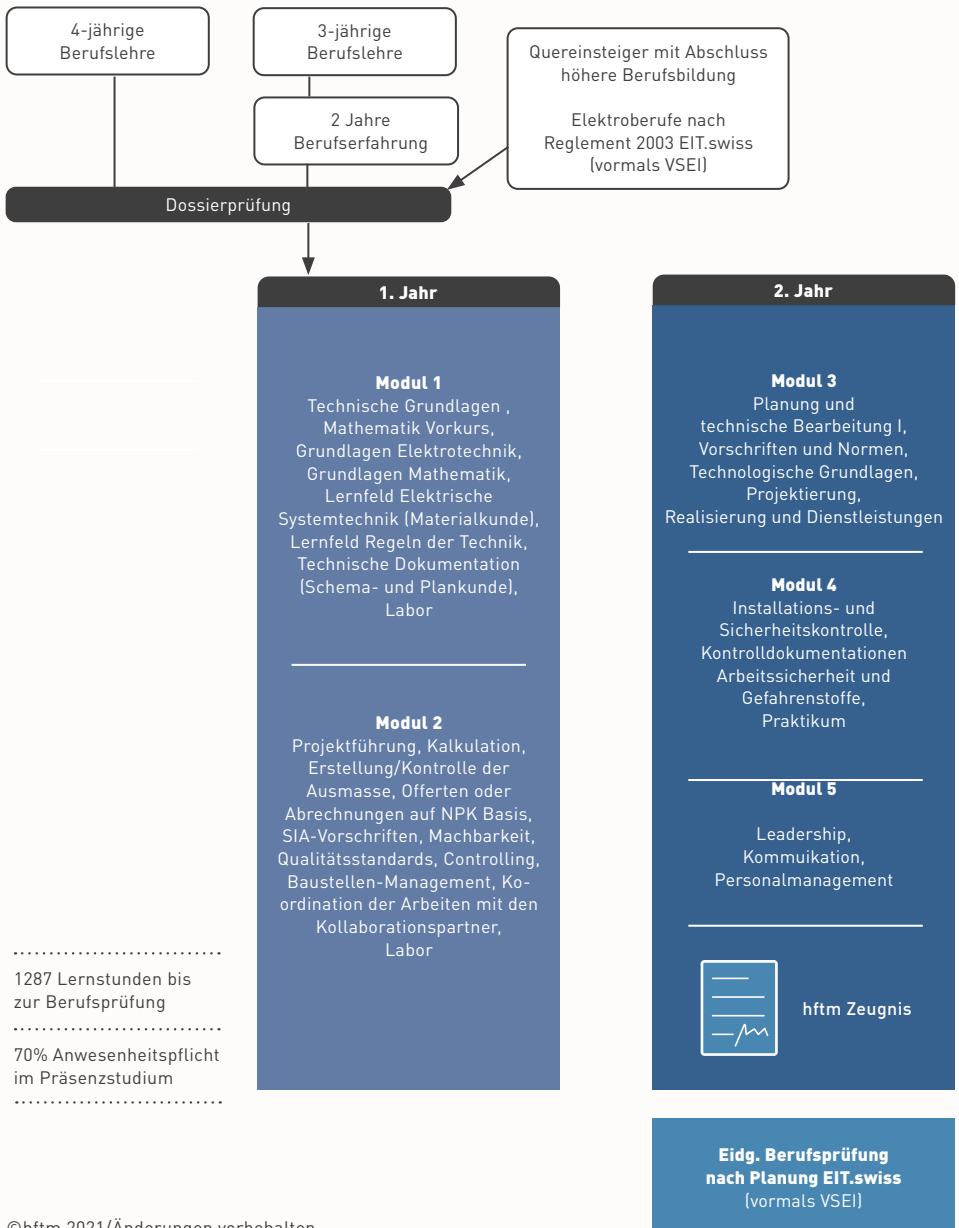 4-jährige
Berufslehre
3-jährige
Berufslehre
2 Jahre
Berufserfahrung
Quereinsteiger mit Abschluss
höhere Berufsbildung
Elektroberufe nach
Reglement 2003 EIT.swiss
(vormals VSEI)
Dossierprüfung
1. Jahr
Modul 1
Technische Grundlagen ,
Mathematik Vorkurs,
Grundlagen Elektrotechnik,
Grundlagen Mathematik,
Lernfeld Elektrische
Systemtechnik (Materialkunde),
Lernfeld Regeln der Technik,
Technische Dokumentation
(Schema- und Plankunde),
Labor
Modul 2
Projektführung, Kalkulation,
Erstellung/Kontrolle der
Ausmasse, Offerten oder
Abrechnungen auf NPK Basis,
SIA-Vorschriften, Machbarkeit,
Qualitätsstandards, Controlling,
Baustellen-Management, Ko-
ordination der Arbeiten mit den
Kollaborationspartner,
Labor
2. Jahr
Modul 3
Planung und
technische Bearbeitung I,
Vorschriften und Normen,
Technologische Grundlagen,
Projektierung,
Realisierung und Dienstleistungen
Modul 4
Installations- und
Sicherheitskontrolle,
Kontrolldokumentationen
Arbeitssicherheit und
Gefahrenstoffe,
Praktikum
Modul 5
Leadership,
Kommuikation,
Personalmanagement
hftm Zeugnis
1287 Lernstunden bis
zur Berufsprüfung
70% Anwesenheitspflicht
im Präsenzstudium
Eidg. Berufsprüfung
nach Planung EIT.swiss
(vormals VSEI)
©hftm 2021/Änderungen vorbehalten